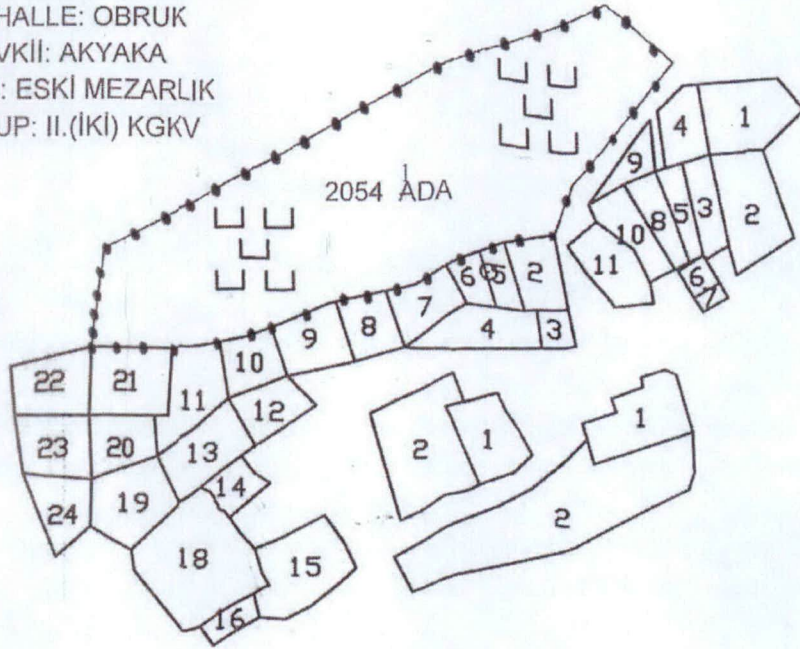 HALLE: OBRUK
VKİİ: AKYAKA
: ESKİ MEZARLIK
UP: II.(İKİ) KGKV
1
2054 ADA
4 1
9
10 8 5 3 2
11
6
7
6 5 2
7
4 3
9 8
10
22 21
11 12
23 20 13
14
24 19
18 15
16
2 1
1
2